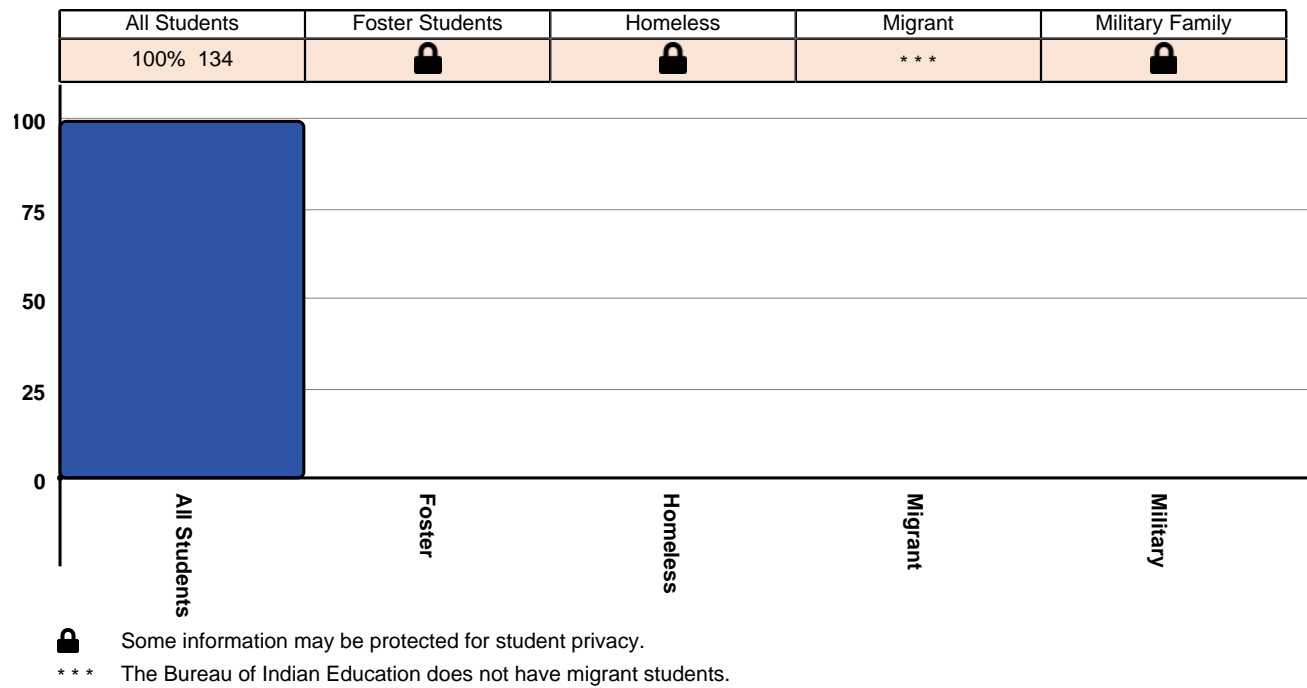 All Students Foster Students Homeless Migrant Military Family
100% 134 * * *
100
75
50
25
0
All Students
Foster
Homeless
Migrant
Military
Some information may be protected for student privacy.
* * * The Bureau of Indian Education does not have migrant students.